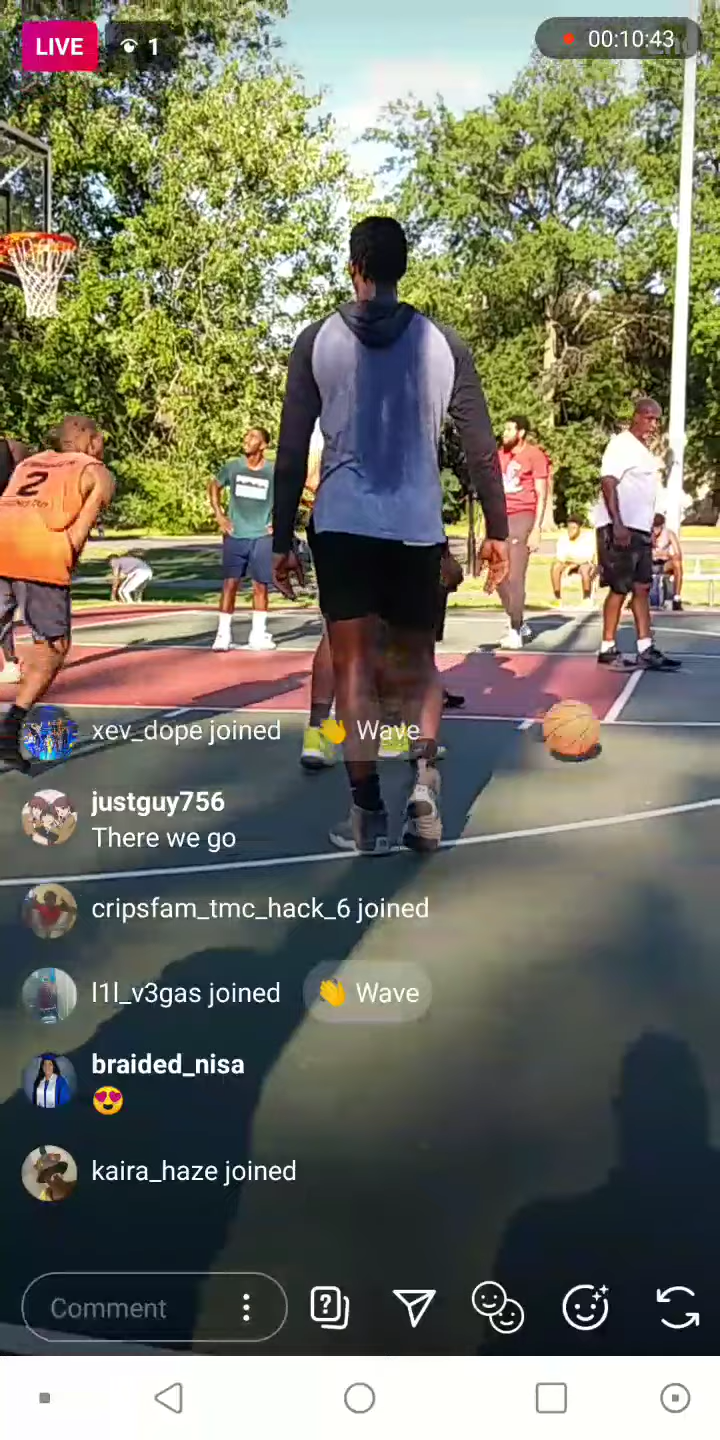 LIVE
1
00:10:43
2
xev_dope joined
👋 Wave
justguy756
There we go
cripsfam_tmc_hack_6 joined
l1l_v3gas joined
👋 Wave
braided_nisa
😍
kaira_haze joined
Comment